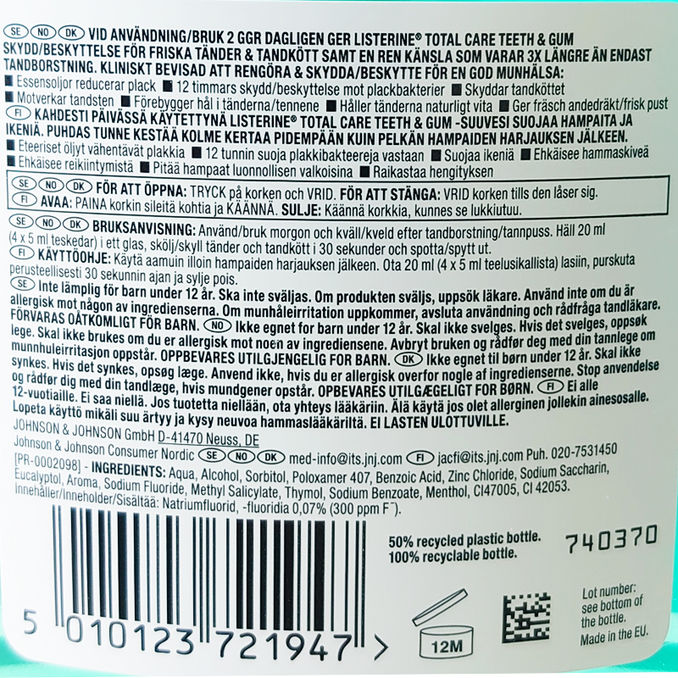 SE NO DK VID ANVÄNDNING/BRUK 2 GGR DAGLIGEN GER LISTERINE® TOTAL CARE TEETH & GUM
SKYDD/BESKYTTELSE FÖR FRISKA TÄNDER & TANDKÖTT SAMT EN REN KÄNSLA SOM VARAR 3X LÄNGRE ÄN ENDAST
TANDBORSTNING. KLINISKT BEVISAD ATT RENGÖRA & SKYDDA/BESKYTTE FÖR EN GOD MUNHÄLSA:
■ Essensoljor reducerar plack ■ 12 timmars skydd/beskyttelse mot plackbakterier ■ Skyddar tandköttet
■ Motverkar tandsten ■ Förebygger hål i tänderna/tennene ■ Håller tänderna naturligt vita ■ Ger fräsch andedräkt/frisk pust
FI KAHDESTI PÄIVÄSSÄ KÄYTETTYNÄ LISTERINE® TOTAL CARE TEETH & GUM -SUUVESI SUOJAA HAMPAITA JA
IKENIÄ. PUHDAS TUNNE KESTÄÄ KOLME KERTAA PIDEMPÄÄN KUIN PELKÄN HAMPAIDEN HARJAUKSEN JÄLKEEN.
■ Eteeriset öljyt vähentävät plakkia ■ 12 tunnin suoja plakkibakteereja vastaan ■ Suojaa ikeniä ■ Ehkäisee hammaskiveä
■ Ehkäisee reikiintymistä ■ Pitää hampaat luonnollisen valkoisina ■ Raikastaa hengityksen
SE NO DK FÖR ATT ÖPPNA: TRYCK på korken och VRID. FÖR ATT STÄNGA: VRID korken tills den låser sig.
FI AVAA: PAINA korkin sileitä kohtia ja KÄÄNNÄ. SULJE: Käännä korkkia, kunnes se lukkiutuu.
SE NO DK BRUKSANVISNING: Använd/bruk morgon och kväll/kveld efter tandborstning/tannpuss. Häll 20 ml
(4 x 5 ml teskedar) i ett glas, skölj/skyll tänder och tandkött i 30 sekunder och spotta/spytt ut.
FI KÄYTTÖOHJE: Käytä aamuin illoin hampaiden harjauksen jälkeen. Ota 20 ml (4 x 5 ml teelusikallista) lasiin, purskuta
perusteellisesti 30 sekunnin ajan ja sylje pois.
SE Inte lämplig för barn under 12 år. Ska inte sväljas. Om produkten sväljs, uppsök läkare. Använd inte om du är
allergisk mot någon av ingredienserna. Om munhåleirritation uppkommer, avsluta användning och rådfråga tandläkare.
FÖRVARAS OÅTKOMLIGT FÖR BARN. NO Ikke egnet for barn under 12 år. Skal ikke svelges. Hvis det svelges, oppsøk
lege. Skal ikke brukes om du er allergisk mot noen av ingrediensene. Avbryt bruken og rådfør deg med din tannlege om
munnhuleirritasjon oppstår. OPPBEVARES UTILGJENGELIG FOR BARN. DK Ikke egnet til børn under 12 år. Skal ikke
synkes. Hvis det synkes, opsøg læge. Anvend ikke, hvis du er allergisk overfor nogle af ingredienserne. Stop anvendelse
og rådfør dig med din tandlæge, hvis mundgener opstår. OPBEVARES UTILGÆGELIGT FOR BØRN. FI Ei alle
12-vuotiaille. Ei saa niellä. Jos tuotetta niellään, ota yhteys lääkäriin. Älä käytä jos olet allerginen jollekin ainesosalle.
Lopeta käyttö mikäli suu ärtyy ja kysy neuvoa hammaslääkäriltä. EI LASTEN ULOTTUVILLE.
JOHNSON & JOHNSON GmbH D-41470 Neuss, DE
Johnson & Johnson Consumer Nordic SE NO DK med-info@its.jnj.com FI jacfi@its.jnj.com Puh. 020-7531450
[PR-0002098] - INGREDIENTS: Aqua, Alcohol, Sorbitol, Poloxamer 407, Benzoic Acid, Zinc Chloride, Sodium Saccharin,
Eucalyptol, Aroma, Sodium Fluoride, Methyl Salicylate, Thymol, Sodium Benzoate, Menthol, CI47005, CI 42053.
Innehåller/Inneholder/Sisältää: Natriumfluorid, -fluoridia 0,07% (300 ppm F⁻).
50% recycled plastic bottle.
100% recyclable bottle.
740370
5 010123 721947 >
12M
Lot number:
see bottom of
the bottle.
Made in the EU.